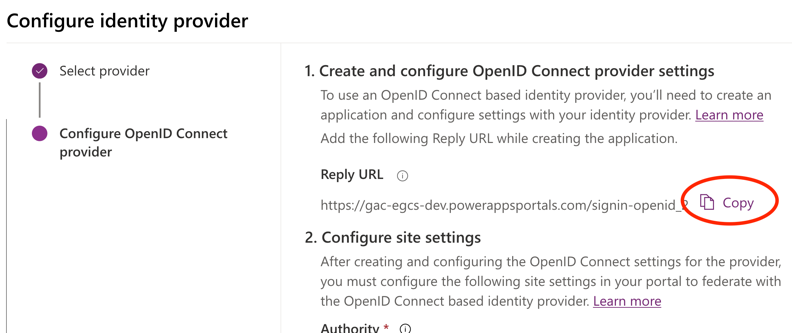 Configure identity provider
Select provider
Configure OpenID Connect
provider
1. Create and configure OpenID Connect provider settings
To use an OpenID Connect based identity provider, you'll need to create an
application and configure settings with your identity provider. Learn more
Add the following Reply URL while creating the application.
Reply URL
https://gac-egcs-dev.powerappsportals.com/signin-openid_2
Copy
2. Configure site settings
After creating and configuring the OpenID Connect settings for the provider,
you must configure the following site settings in your portal to federate with
the OpenID Connect based identity provider. Learn more
Authority *